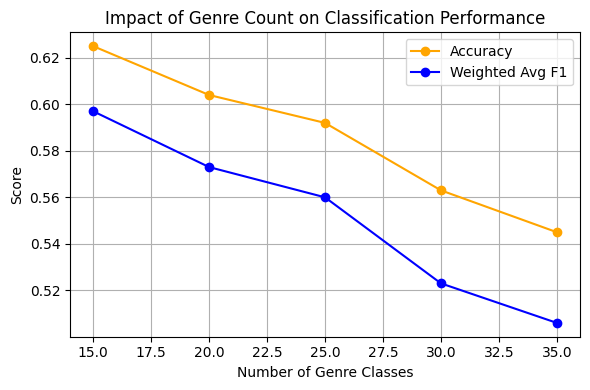 Impact of Genre Count on Classification Performance
Accuracy
Weighted Avg F1
Score
0.62
0.60
0.58
0.56
0.54
0.52
15.0 17.5 20.0 22.5 25.0 27.5 30.0 32.5 35.0
Number of Genre Classes